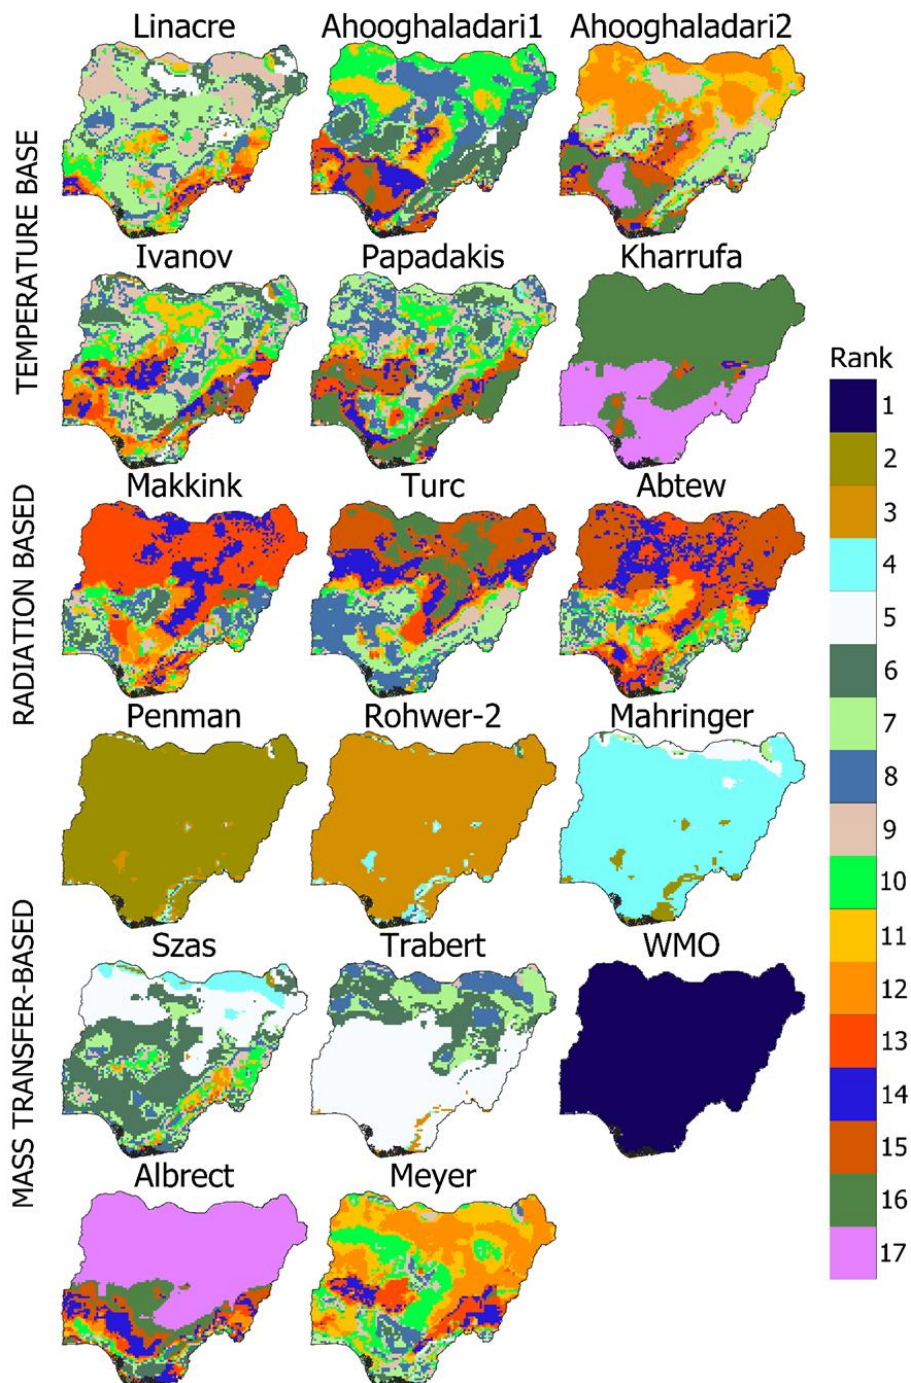 Linacre Ahooghaladari1 Ahooghaladari2
TEMPERATURE BASE
Ivanov Papadakis Kharrufa
Rank
1
2
3
4
5
6
7
8
9
10
11
12
13
14
15
16
17
Makkink Turc Abtew
RADIATION BASED
Penman Rohwer-2 Mahringer
MASS TRANSFER-BASED
Szas Trabert WMO
Albrect Meyer